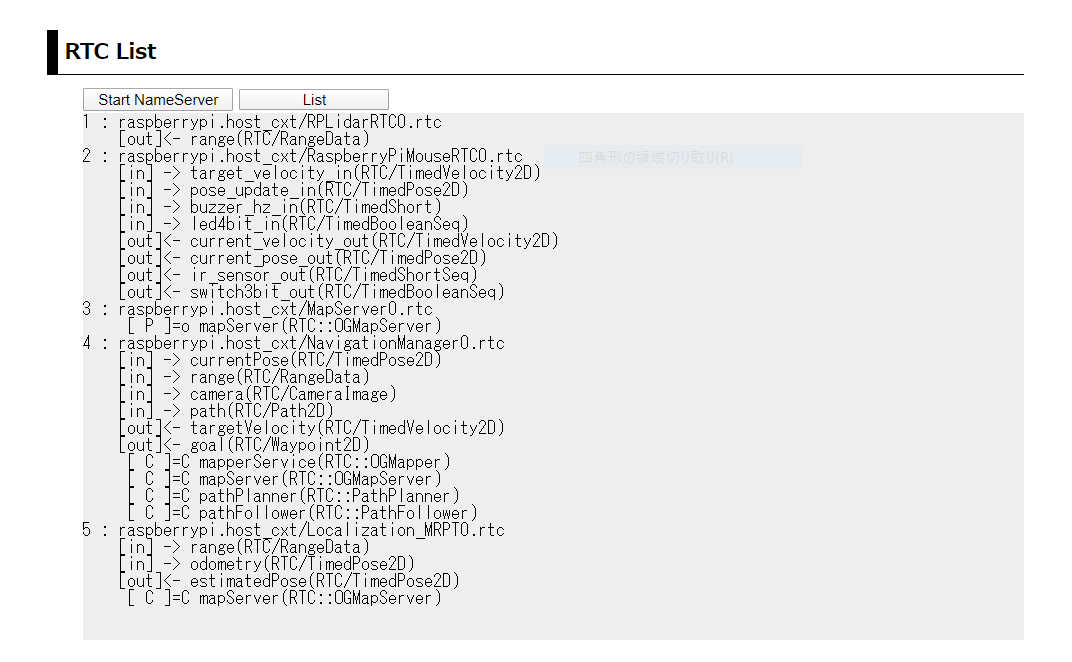 RTC List
Start NameServer List
1 : raspberrypi.host_cxt/RPLidarRTC0.rtc
[out]<- range(RTC/RangeData)
2 : raspberrypi.host_cxt/RaspberryPiMouseRTC0.rtc
四角形の領域切り取り(R)
[in] -> target_velocity_in(RTC/TimedVelocity2D)
[in] -> pose_update_in(RTC/TimedPose2D)
[in] -> buzzer_hz_in(RTC/TimedShort)
[in] -> led4bit_in(RTC/TimedBooleanSeq)
[out]<- current_velocity_out(RTC/TimedVelocity2D)
[out]<- current_pose_out(RTC/TimedPose2D)
[out]<- ir_sensor_out(RTC/TimedShortSeq)
[out]<- switch3bit_out(RTC/TimedBooleanSeq)
3 : raspberrypi.host_cxt/MapServer0.rtc
[ P ]=o mapServer(RTC::OGMapServer)
4 : raspberrypi.host_cxt/NavigationManager0.rtc
[in] -> currentPose(RTC/TimedPose2D)
[in] -> range(RTC/RangeData)
[in] -> camera(RTC/CameraImage)
[in] -> path(RTC/Path2D)
[out]<- targetVelocity(RTC/TimedVelocity2D)
[out]<- goal(RTC/Waypoint2D)
[ C ]=C mapperService(RTC::OGMapper)
[ C ]=C mapServer(RTC::OGMapServer)
[ C ]=C pathPlanner(RTC::PathPlanner)
[ C ]=C pathFollower(RTC::PathFollower)
5 : raspberrypi.host_cxt/Localization_MRPT0.rtc
[in] -> range(RTC/RangeData)
[in] -> odometry(RTC/TimedPose2D)
[out]<- estimatedPose(RTC/TimedPose2D)
[ C ]=C mapServer(RTC::OGMapServer)